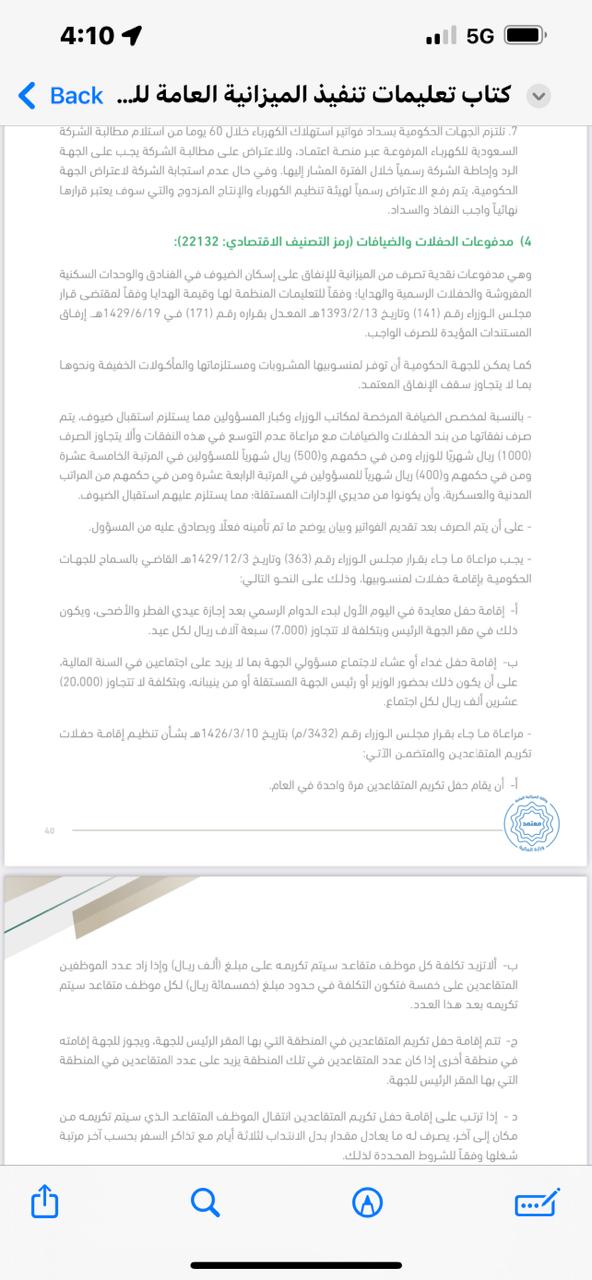 4:10
5G
Back
كتاب تعليمات تنفيذ الميزانية العامة للـ...
7. تلتزم الجهات الحكومية بسداد فواتير استهلاك الكهرباء خلال 60 يوما من استلام مطالبة الشركة
السعودية للكهرباء المرفوعة عبر منصة اعتماد، وللاعتراض على مطالبة الشركة يجب على الجهة
الرد وإحاطة الشركة رسمياً خلال الفترة المشار إليها. وفي حال عدم استجابة الشركة لاعتراض الجهة
الحكومية، يتم رفع الاعتراض رسمياً لهيئة تنظيم الكهرباء والإنتاج المزدوج والتي سوف يعتبر قرارها
نهائياً واجب النفاذ والسداد.
4) مدفوعات الحفلات والضيافات (رمز التصنيف الاقتصادي: 22132):
وهي مدفوعات نقدية تصرف من الميزانية للإنفاق على إسكان الضيوف في الفنادق والوحدات السكنية
المفروشة والحفلات الرسمية والهدايا؛ وفقاً للتعليمات المنظمة لها وقيمة الهدايا وفقاً لمقتضى قرار
مجلس الوزراء رقم (141) وتاريخ 1393/2/13هـ المعدل بقراره رقم (171) في 1429/6/19هـ. إرفاق
المستندات المؤيدة للصرف الواجب.
كما يمكن للجهة الحكومية أن توفر لمنسوبيها المشروبات ومستلزماتها والمأكولات الخفيفة ونحوها
بما لا يتجاوز سقف الإنفاق المعتمد.
- بالنسبة لمخصص الضيافة المرخصة لمكاتب الوزراء وكبار المسؤولين مما يستلزم استقبال ضيوف، يتم
صرف نفقاتها من بند الحفلات والضيافات مع مراعاة عدم التوسع في هذه النفقات وألا يتجاوز الصرف
(1000) ريال شهريًا للوزراء ومن في حكمهم و(500) ريال شهرياً للمسؤولين في المرتبة الخامسة عشرة
ومن في حكمهم و(400) ريال شهرياً للمسؤولين في المرتبة الرابعة عشرة ومن في حكمهم من المراتب
المدنية والعسكرية، وأن يكونوا من مديري الإدارات المستقلة؛ مما يستلزم عليهم استقبال الضيوف.
- على أن يتم الصرف بعد تقديم الفواتير وبيان يوضح ما تم تأمينه فعلًا ويصادق عليه من المسؤول.
- يجب مراعاة ما جاء بقرار مجلس الوزراء رقم (363) وتاريخ 1429/12/3هـ القاضي بالسماح للجهات
الحكومية بإقامة حفلات لمنسوبيها، وذلك على النحو التالي:
أ- إقامة حفل معايدة في اليوم الأول لبدء الدوام الرسمي بعد إجازة عيدي الفطر والأضحى، ويكون
ذلك في مقر الجهة الرئيس وبتكلفة لا تتجاوز (7،000) سبعة آلاف ريال لكل عيد.
ب- إقامة حفل غداء أو عشاء لاجتماع مسؤولي الجهة بما لا يزيد على اجتماعين في السنة المالية،
على أن يكون ذلك بحضور الوزير أو رئيس الجهة المستقلة أو من ينيبانه، وبتكلفة لا تتجاوز (20،000)
عشرين ألف ريال لكل اجتماع.
- مراعاة ما جاء بقرار مجلس الوزراء رقم (3432/م) بتاريخ 1426/3/10هـ بشأن تنظيم إقامة حفلات
تكريم المتقاعدين والمتضمن الآتي:
أ- أن يقام حفل تكريم المتقاعدين مرة واحدة في العام.
معتمد
وزارة المالية
40
ب- ألا تزيد تكلفة كل موظف متقاعد سيتم تكريمه على مبلغ (ألف ريال) وإذا زاد عدد الموظفين
المتقاعدين على خمسة فتكون التكلفة في حدود مبلغ (خمسمائة ريال) لكل موظف متقاعد سيتم
تكريمه بعد هذا العدد.
ج- تتم إقامة حفل تكريم المتقاعدين في المنطقة التي بها المقر الرئيس للجهة، ويجوز للجهة إقامته
في منطقة أخرى إذا كان عدد المتقاعدين في تلك المنطقة يزيد على عدد المتقاعدين في المنطقة
التي بها المقر الرئيس للجهة.
د - إذا ترتب على إقامة حفل تكريم المتقاعدين انتقال الموظف المتقاعد الذي سيتم تكريمه من
مكان إلى آخر، يصرف له ما يعادل مقدار بدل الانتداب لثلاثة أيام مع تذاكر السفر بحسب آخر مرتبة
شغلها وفقاً للشروط المحددة لذلك.